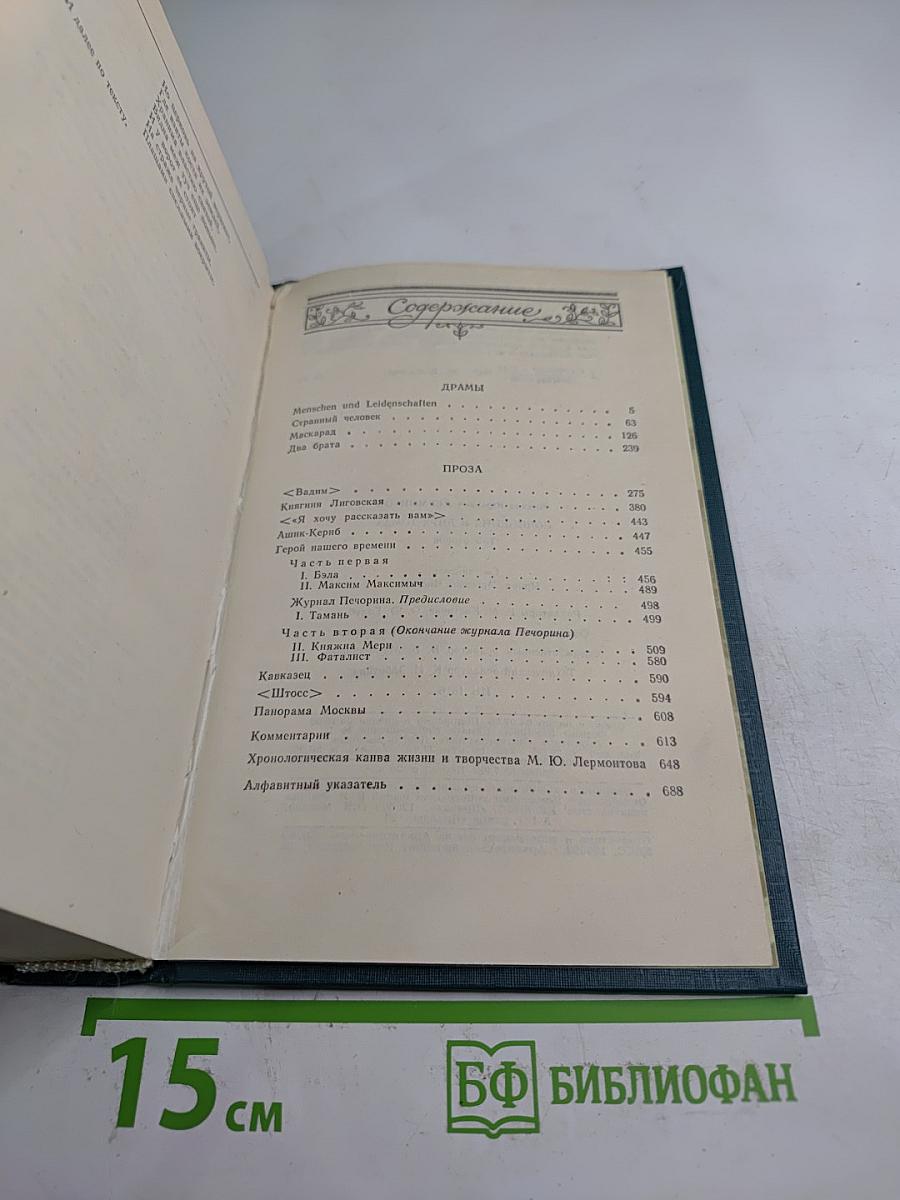 И далее по тексту.
Содержание
ДРАМЫ
Menschen und Leidenschaften . . . . . . . . . . . 5
Странный человек . . . . . . . . . . . . . 63
Маскарад . . . . . . . . . . . . . . . 126
Два брата . . . . . . . . . . . . . . . 239
ПРОЗА
<Вадим> . . . . . . . . . . . . . . . 275
Княгиня Лиговская . . . . . . . . . . . . . 380
<«Я хочу рассказать вам»> . . . . . . . . . . 443
Ашик-Кериб . . . . . . . . . . . . . . 447
Герой нашего времени . . . . . . . . . . . . 455
Часть первая
I. Бэла . . . . . . . . . . . . . . 456
II. Максим Максимыч . . . . . . . . . . . 489
Журнал Печорина. Предисловие . . . . . . . . 498
I. Тамань . . . . . . . . . . . . . . 499
Часть вторая (Окончание журнала Печорина)
II. Княжна Мери . . . . . . . . . . . . 509
III. Фаталист . . . . . . . . . . . . . 580
Кавказец . . . . . . . . . . . . . . . 590
<Штосс> . . . . . . . . . . . . . . . 594
Панорама Москвы . . . . . . . . . . . . . 608
Комментарии . . . . . . . . . . . . . . 613
Хронологическая канва жизни и творчества М. Ю. Лермонтова 648
Алфавитный указатель . . . . . . . . . . . . 688
15 см
БФ БИБЛИОФАН